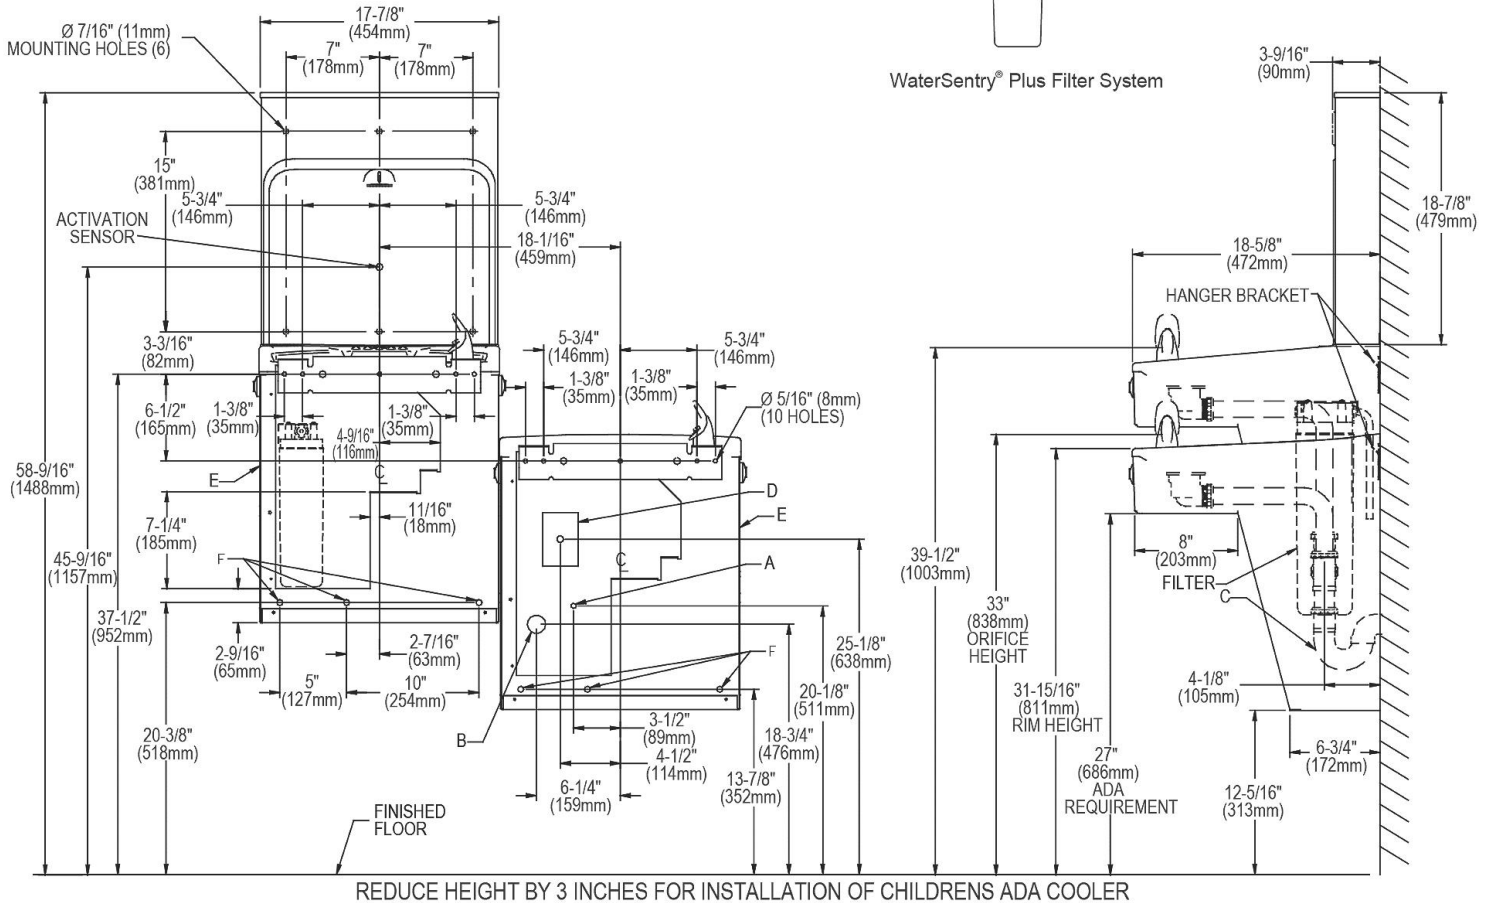 17-7/8"
(454mm)
Ø 7/16" (11mm)
MOUNTING HOLES (6)
7"
(178mm)
7"
(178mm)
WaterSentry® Plus Filter System
3-9/16"
(90mm)
15"
(381mm)
5-3/4"
(146mm)
5-3/4"
(146mm)
18-7/8"
(479mm)
ACTIVATION
SENSOR
18-1/16"
(459mm)
18-5/8"
(472mm)
HANGER BRACKET
3-3/16"
(82mm)
5-3/4"
(146mm)
5-3/4"
(146mm)
1-3/8"
(35mm)
1-3/8"
(35mm)
Ø 5/16" (8mm)
(10 HOLES)
6-1/2"
(165mm)
1-3/8"
(35mm)
1-3/8"
(35mm)
4-9/16"
(116mm)
C
58-9/16"
(1488mm)
E
D
E
11/16"
(18mm)
7-1/4"
(185mm)
45-9/16"
(1157mm)
F
C
A
39-1/2"
(1003mm)
8"
(203mm)
FILTER
C
37-1/2"
(952mm)
33"
(838mm)
ORIFICE
HEIGHT
2-9/16"
(65mm)
2-7/16"
(63mm)
25-1/8"
(638mm)
F
5"
(127mm)
10"
(254mm)
20-1/8"
(511mm)
31-15/16"
(811mm)
RIM HEIGHT
4-1/8"
(105mm)
20-3/8"
(518mm)
B
3-1/2"
(89mm)
18-3/4"
(476mm)
4-1/2"
(114mm)
6-3/4"
(172mm)
27"
(686mm)
ADA
REQUIREMENT
13-7/8"
(352mm)
6-1/4"
(159mm)
12-5/16"
(313mm)
FINISHED
FLOOR
REDUCE HEIGHT BY 3 INCHES FOR INSTALLATION OF CHILDRENS ADA COOLER